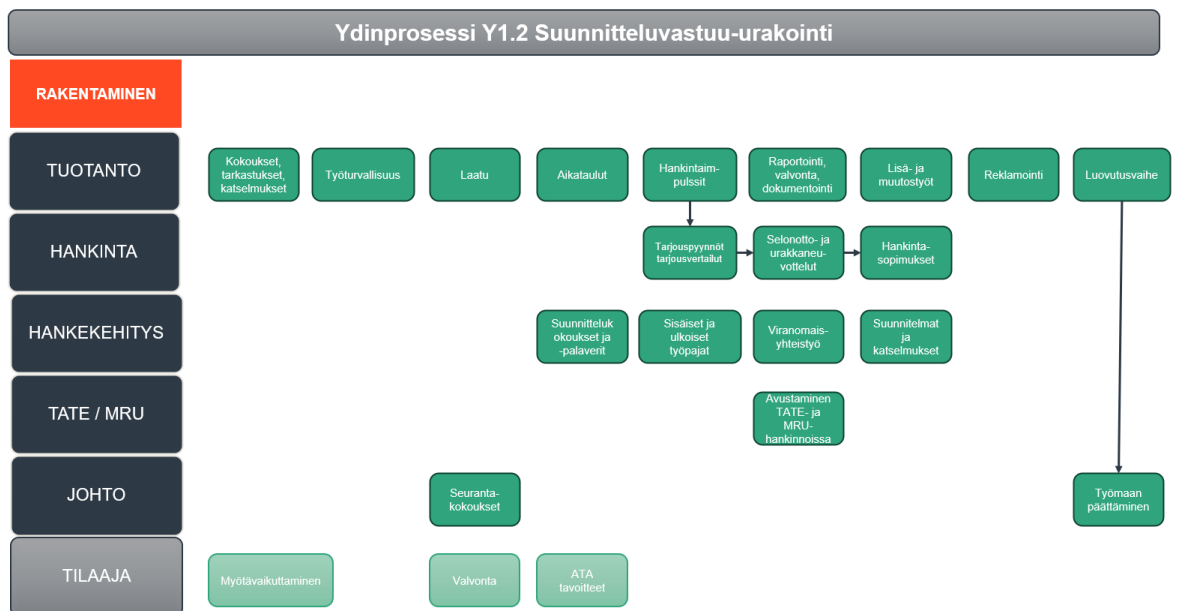 Ydinprosessi Y1.2 Suunnitteluvastuu-urakointi
RAKENTAMINEN
TUOTANTO
Kokoukset,
tarkastukset,
katselmukset
Työturvallisuus
Laatu
Aikataulut
Hankintaim-
pulssit
Raportointi,
valvonta,
dokumentointi
Lisä- ja
muutostyöt
Reklamointi
Luovutusvaihe
HANKINTA
Tarjouspyynnöt
tarjousvertailut
Selonotto- ja
urakkaneu-
vottelut
Hankinta-
sopimukset
HANKEKEHITYS
Suunnitteluk
okoukset ja
-palaverit
Sisäiset ja
ulkoiset
työpajat
Viranomais-
yhteistyö
Suunnitelmat
ja
katselmukset
TATE / MRU
Avustaminen
TATE- ja
MRU-
hankinnoissa
JOHTO
Seuranta-
kokoukset
Työmaan
päättäminen
TILAAJA
Myötävaikuttaminen
Valvonta
ATA
tavoitteet